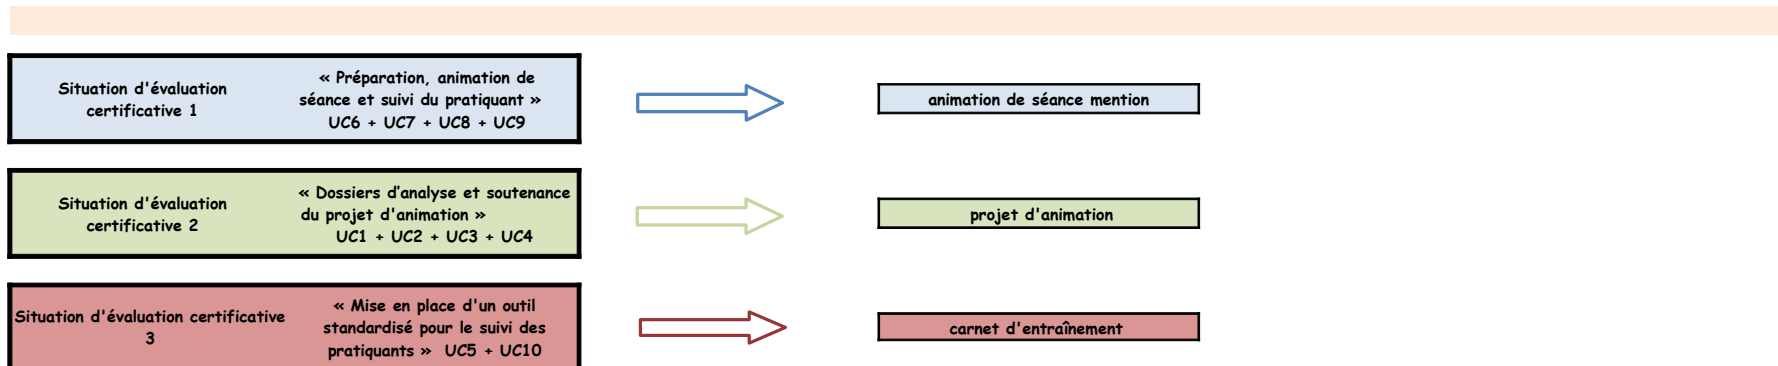 Situation d'évaluation
certificative 1
« Préparation, animation de
séance et suivi du pratiquant »
UC6 + UC7 + UC8 + UC9
animation de séance mention
Situation d'évaluation
certificative 2
« Dossiers d’analyse et soutenance
du projet d'animation »
UC1 + UC2 + UC3 + UC4
projet d'animation
Situation d'évaluation certificative
3
« Mise en place d'un outil
standardisé pour le suivi des
pratiquants » UC5 + UC10
carnet d'entraînement